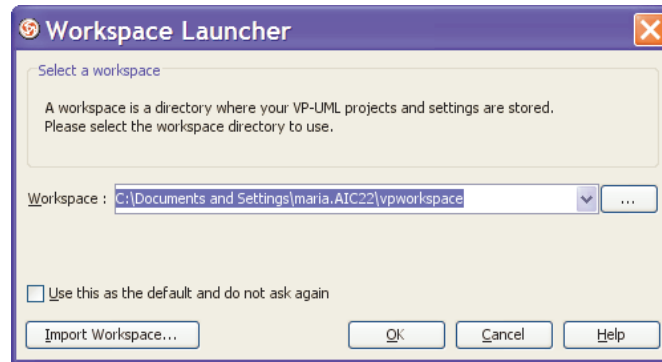 Workspace Launcher
Select a workspace
A workspace is a directory where your VP-UML projects and settings are stored.
Please select the workspace directory to use.
Workspace : C:\Documents and Settings\maria.AIC22\vpworkspace ...
Use this as the default and do not ask again
Import Workspace... OK Cancel Help